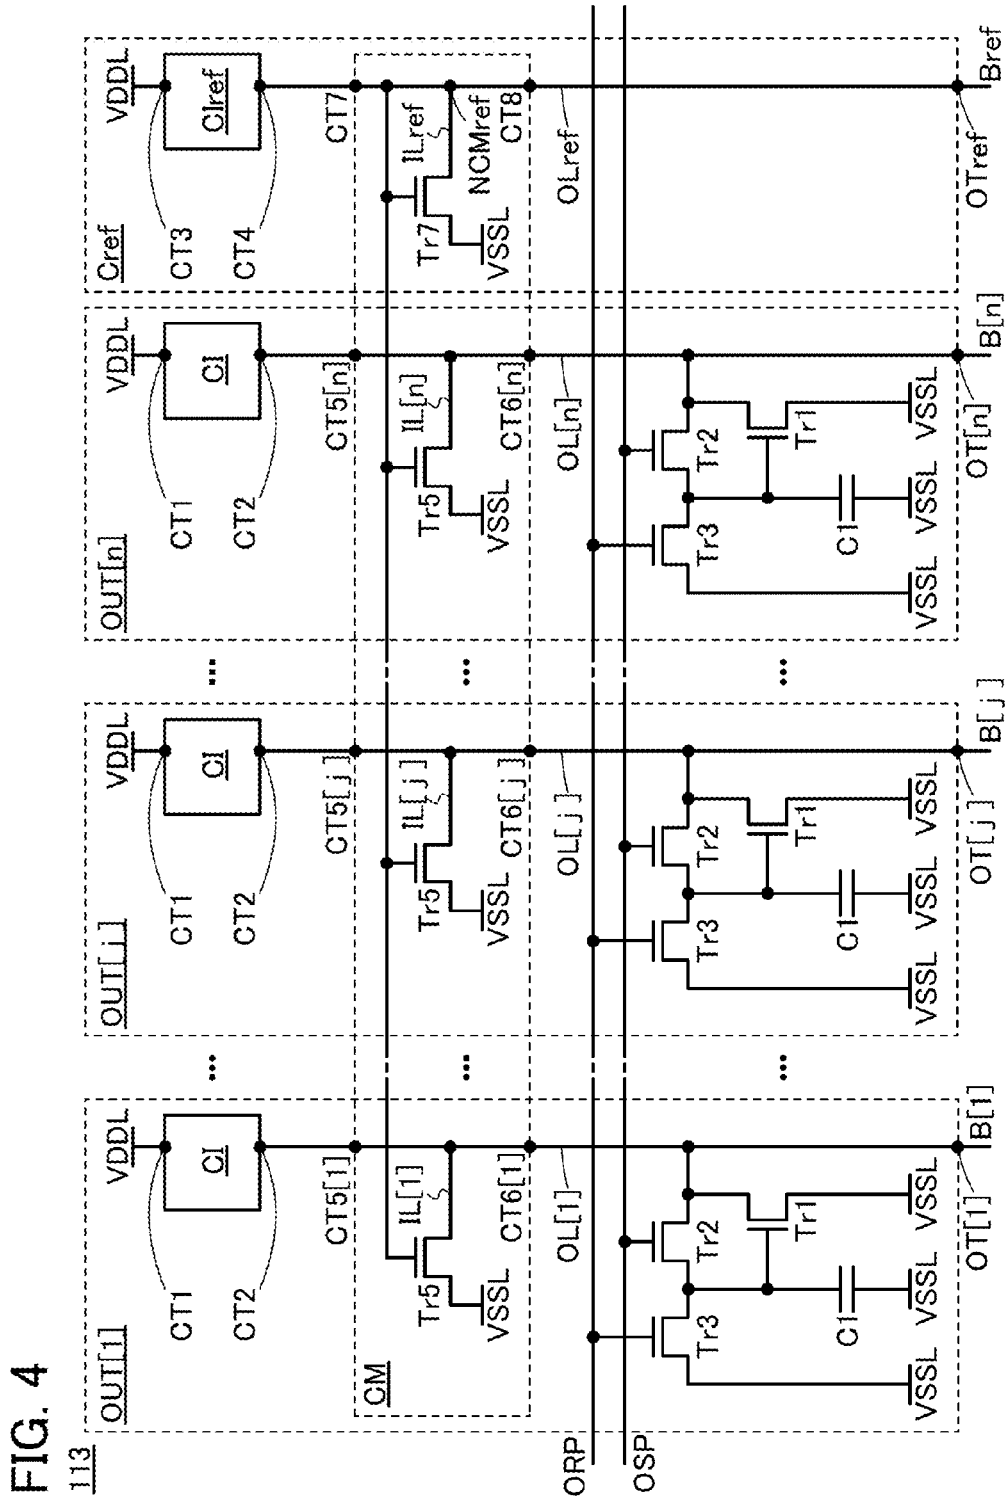 FIG. 4
113
OUT[1]
VDDL
CI
CT1
CT2
CT5[1]
IL[1]
Tr5
VSSL
CT6[1]
CM
OL[1]
ORP
OSP
Tr2
Tr3
Tr1
C1
VSSL
VSSL
VSSL
OT[1]
B[1]
...
...
...
OUT[j]
VDDL
CI
CT1
CT2
CT5[j]
IL[j]
Tr5
VSSL
CT6[j]
OL[j]
Tr2
Tr3
Tr1
C1
VSSL
VSSL
VSSL
OT[j]
B[j]
...
...
...
OUT[n]
VDDL
CI
CT1
CT2
CT5[n]
IL[n]
Tr5
VSSL
CT6[n]
OL[n]
Tr2
Tr3
Tr1
C1
VSSL
VSSL
VSSL
OT[n]
B[n]
Cref
VDDL
CIref
CT3
CT4
CT7
ILref
NCMref
Tr7
VSSL
CT8
OLref
OTref
Bref